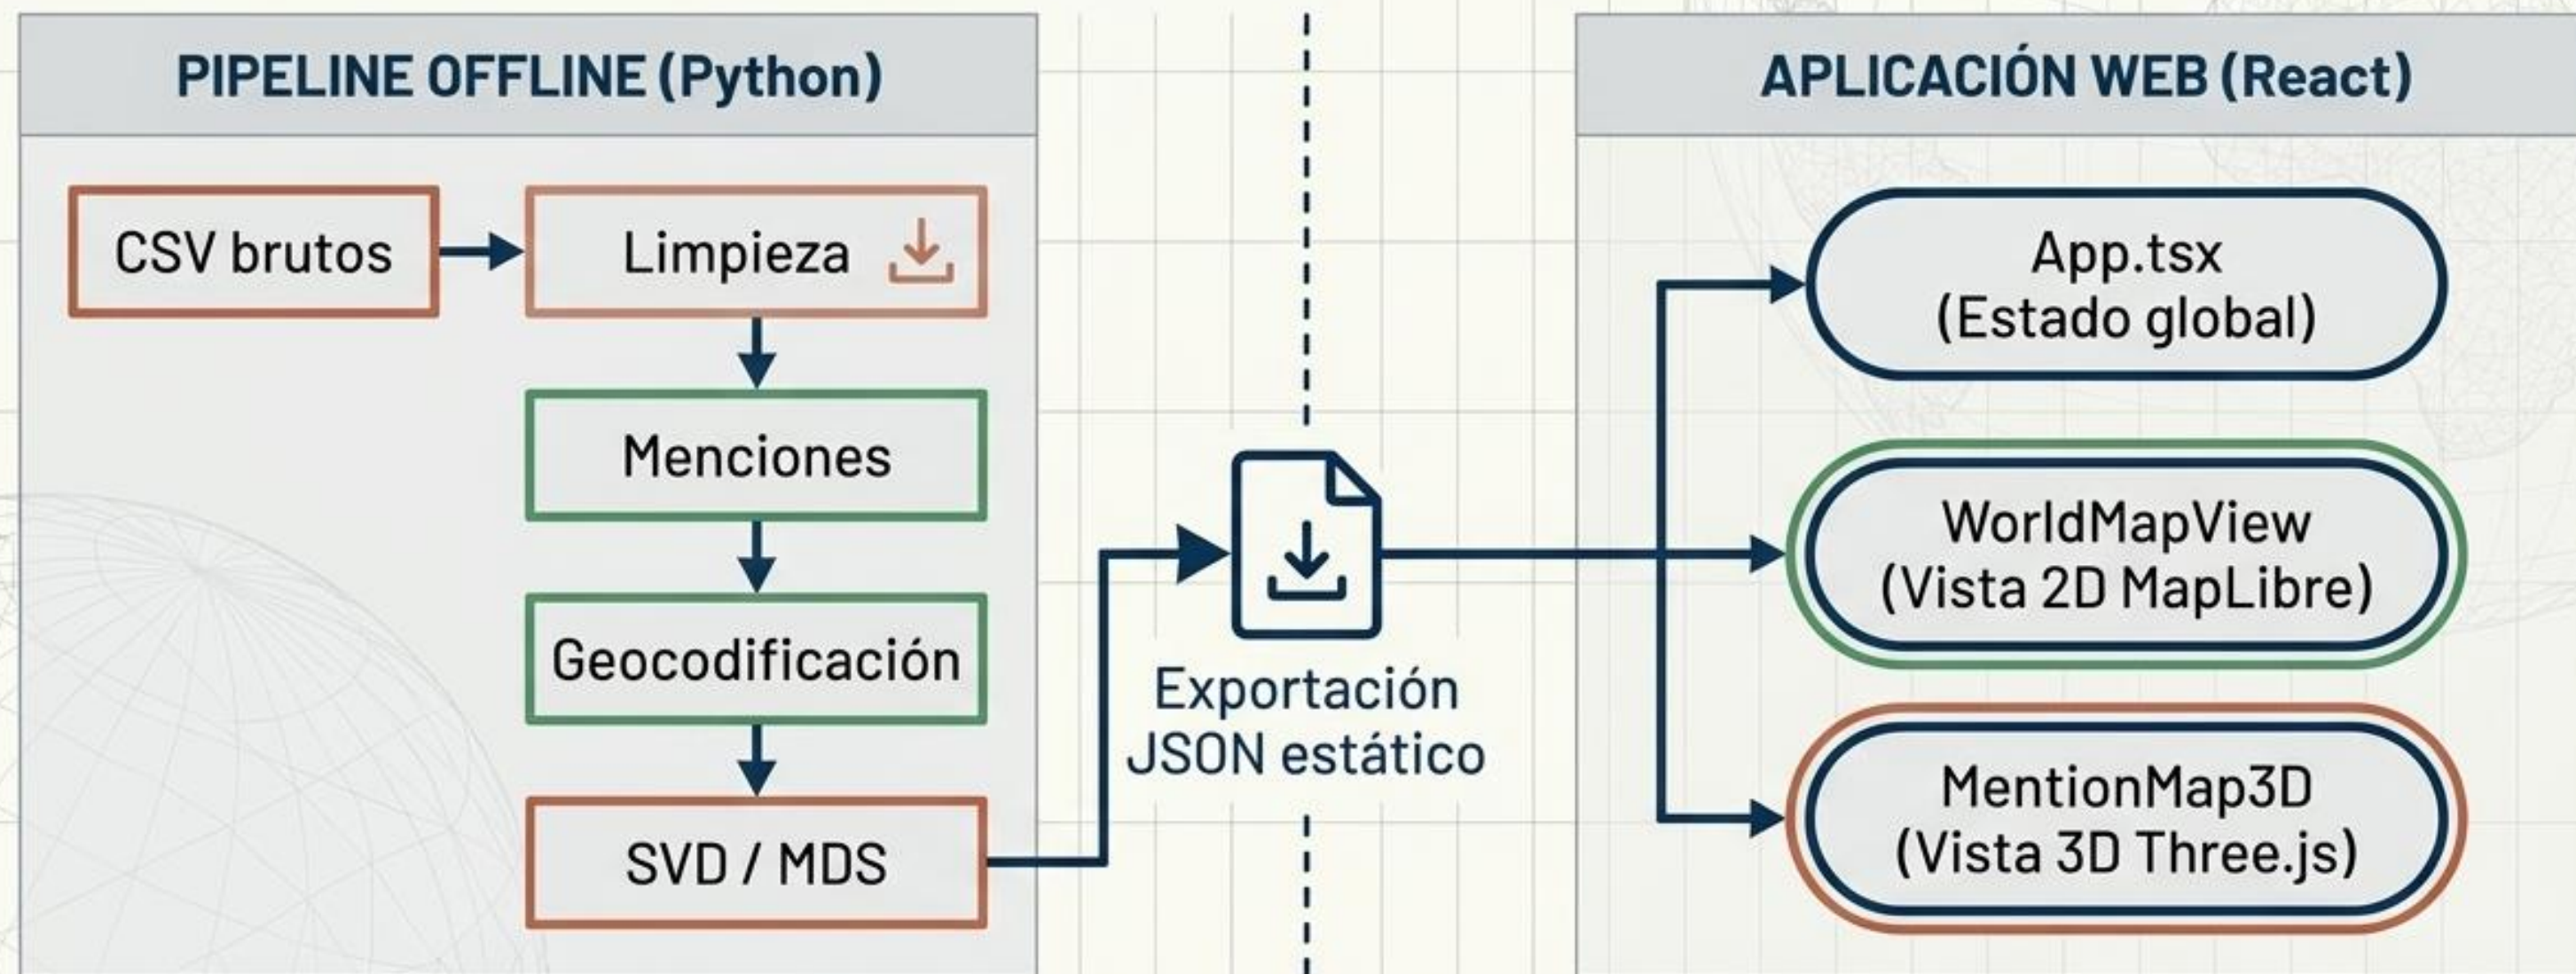 PIPELINE OFFLINE (Python)
CSV brutos
Limpieza
Menciones
Geocodificación
SVD / MDS
Exportación
JSON estático
APLICACIÓN WEB (React)
App.tsx
(Estado global)
WorldMapView
(Vista 2D MapLibre)
MentionMap3D
(Vista 3D Three.js)